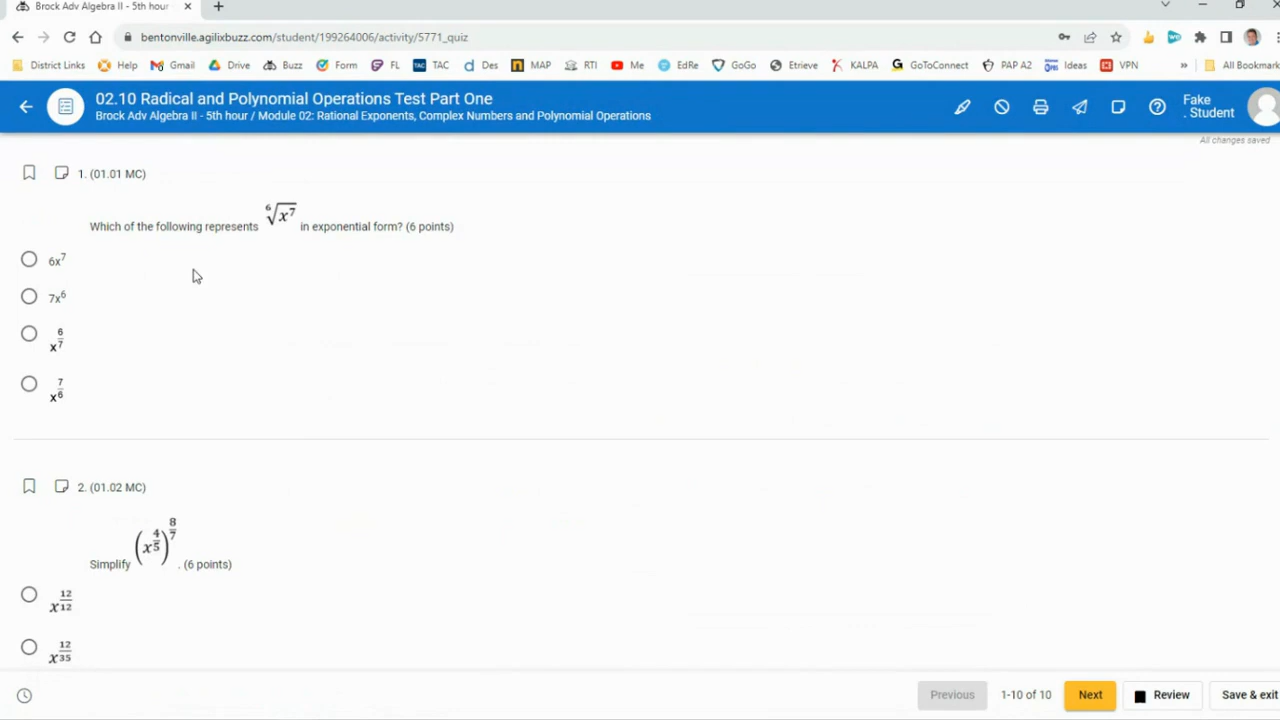 Brock Adv Algebra II - 5th hour
bentonville.agilixbuzz.com/student/199264006/activity/5771_quiz
District Links Help Gmail Drive Buzz Form FL TAC Des MAP RTI Me EdRe GoGo Etrieve KALPA GoToConnect PAP A2 Ideas VPN » All Bookmark
02.10 Radical and Polynomial Operations Test Part One
Brock Adv Algebra II - 5th hour / Module 02: Rational Exponents, Complex Numbers and Polynomial Operations
Fake
. Student
All changes saved
1. (01.01 MC)
Which of the following represents ⁶√x⁷ in exponential form? (6 points)
6x⁷
7x⁶
x^(6/7)
x^(7/6)
2. (01.02 MC)
Simplify (x^(4/5))^(8/7) . (6 points)
x^(12/12)
x^(12/35)
Previous 1-10 of 10 Next Review Save & exit